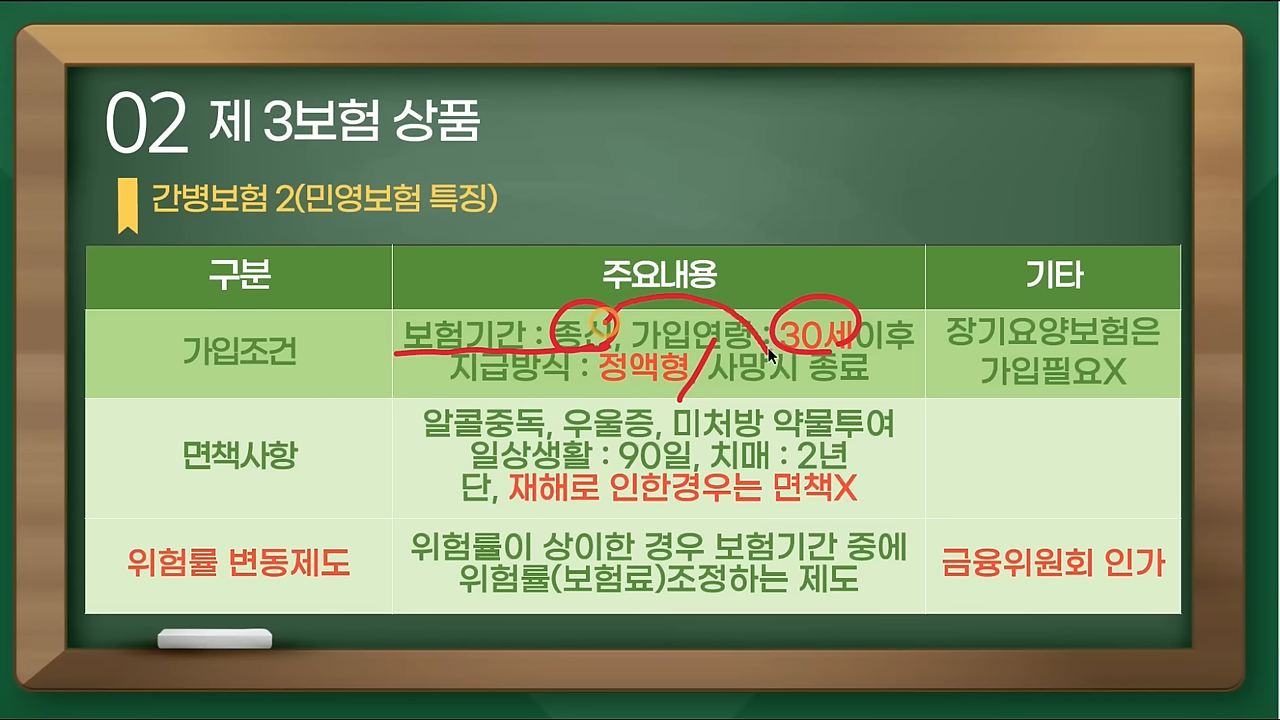 02 제 3보험 상품
간병보험 2(민영보험 특징)
구분
주요내용
기타
가입조건
보험기간 : 종신, 가입연령 : 30세이후
지급방식 : 정액형, 사망시 종료
장기요양보험은
가입필요X
면책사항
알콜중독, 우울증, 미처방 약물투여
일상생활 : 90일, 치매 : 2년
단, 재해로 인한경우는 면책X
위험률 변동제도
위험률이 상이한 경우 보험기간 중에
위험률(보험료)조정하는 제도
금융위원회 인가